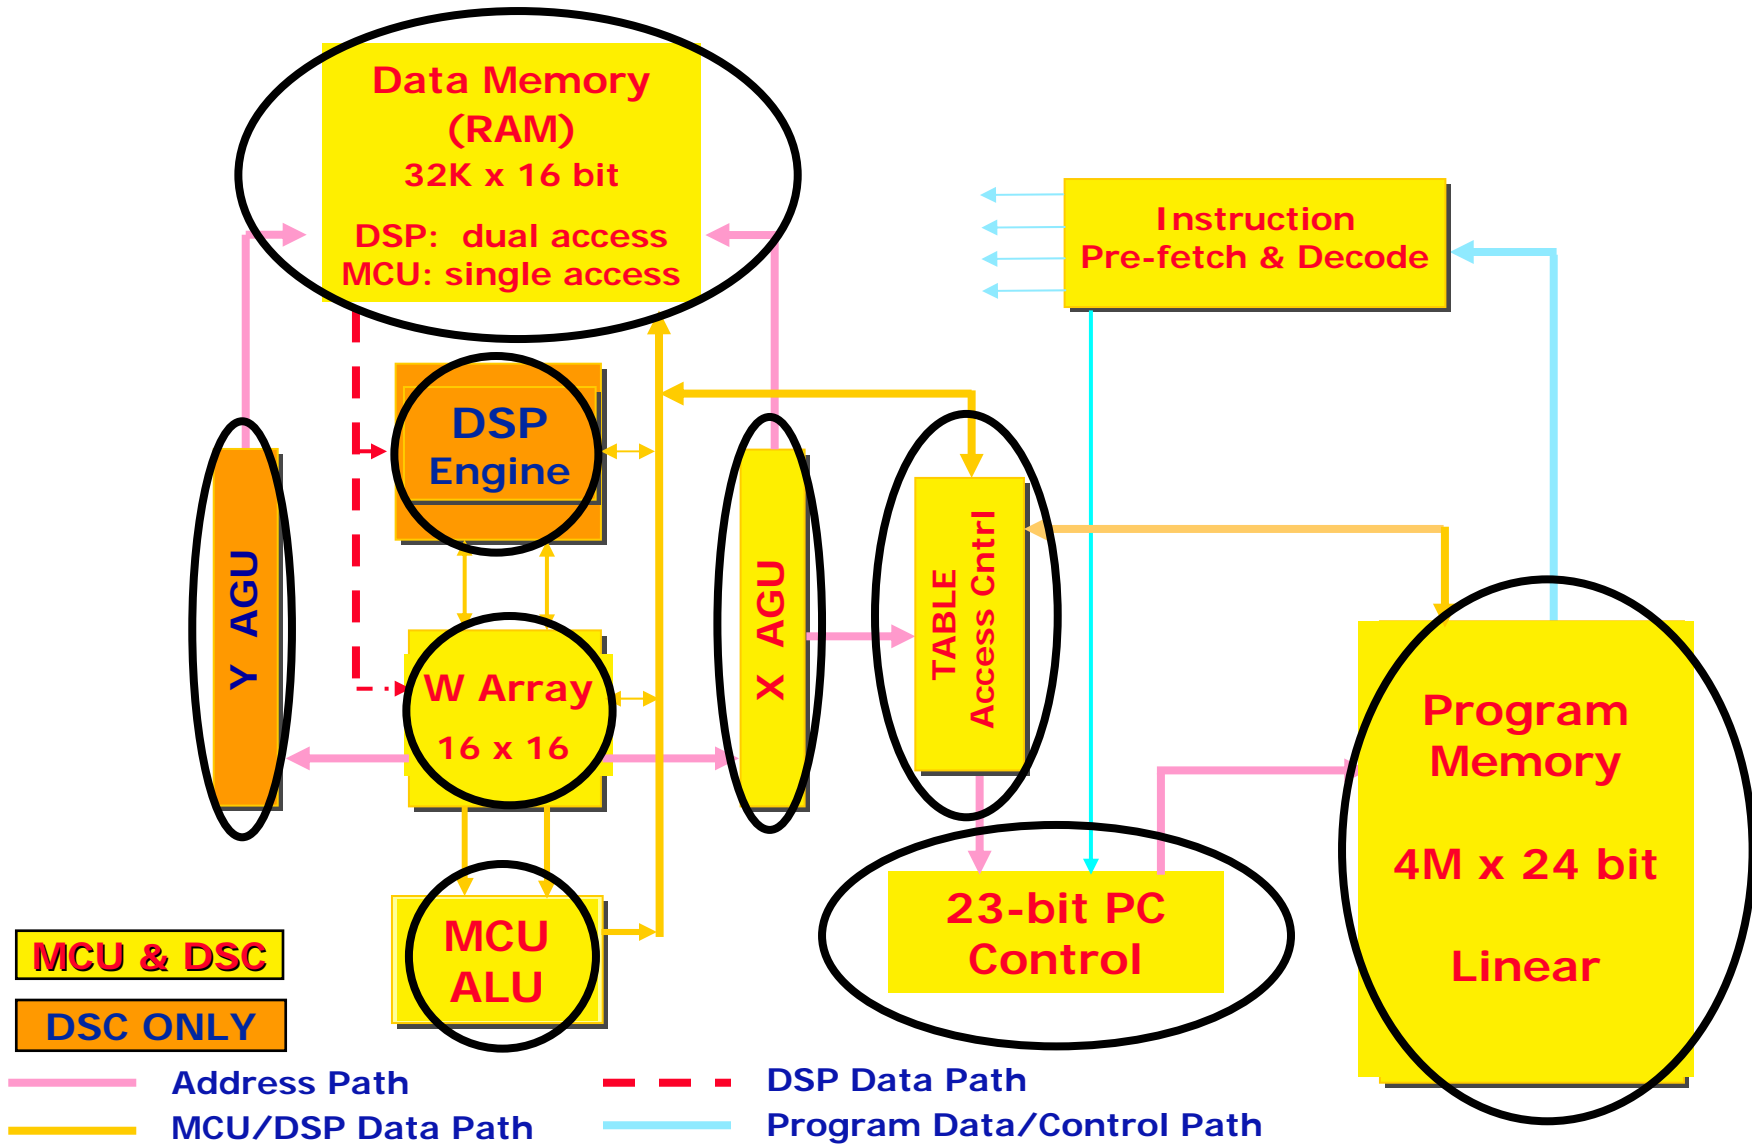 Data Memory
(RAM)
32K x 16 bit
DSP: dual access
MCU: single access
Instruction
Pre-fetch & Decode
DSP
Engine
Y AGU
X AGU
TABLE
Access Cntrl
W Array
16 x 16
Program
Memory
4M x 24 bit
Linear
23-bit PC
Control
MCU
ALU
MCU & DSC
DSC ONLY
Address Path
DSP Data Path
MCU/DSP Data Path
Program Data/Control Path